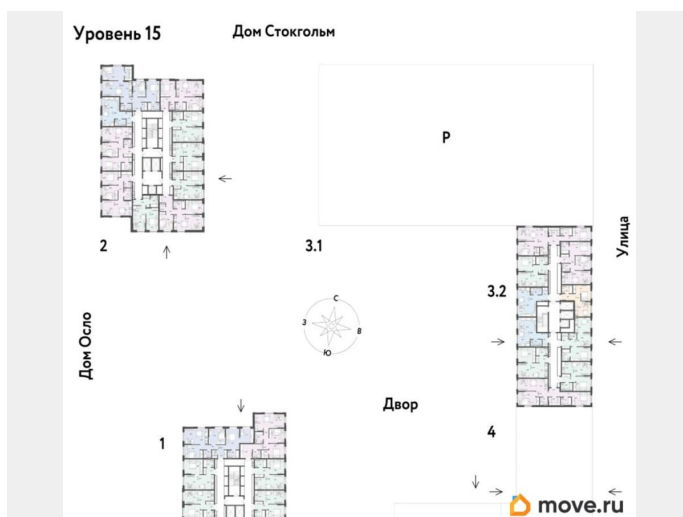 Уровень 15
Дом Стокгольм
P
Улица
2
3.1
3.2
С
З
В
Ю
Дом Осло
Двор
1
4
move.ru